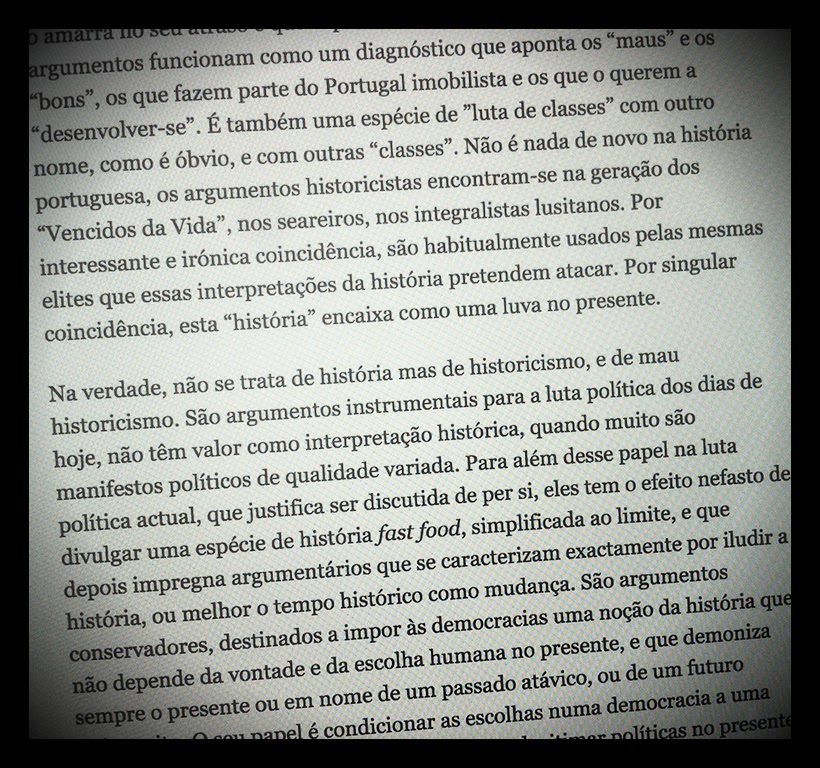 amarra no seu atraso e
argumentos funcionam como um diagnóstico que aponta os “maus” e os
“bons”, os que fazem parte do Portugal imobilista e os que o querem a
“desenvolver-se”. É também uma espécie de ”luta de classes” com outro
nome, como é óbvio, e com outras “classes”. Não é nada de novo na história
portuguesa, os argumentos historicistas encontram-se na geração dos
“Vencidos da Vida”, nos seareiros, nos integralistas lusitanos. Por
interessante e irónica coincidência, são habitualmente usados pelas mesmas
elites que essas interpretações da história pretendem atacar. Por singular
coincidência, esta “história” encaixa como uma luva no presente.
Na verdade, não se trata de história mas de historicismo, e de mau
historicismo. São argumentos instrumentais para a luta política dos dias de
hoje, não têm valor como interpretação histórica, quando muito são
manifestos políticos de qualidade variada. Para além desse papel na luta
política actual, que justifica ser discutida de per si, eles tem o efeito nefasto de
divulgar uma espécie de história fast food, simplificada ao limite, e que
depois impregna argumentários que se caracterizam exactamente por iludir a
história, ou melhor o tempo histórico como mudança. São argumentos
conservadores, destinados a impor às democracias uma noção da história que
não depende da vontade e da escolha humana no presente, e que demoniza
sempre o presente ou em nome de um passado atávico, ou de um futuro
O seu papel é condicionar as escolhas numa democracia a uma
políticas no presente